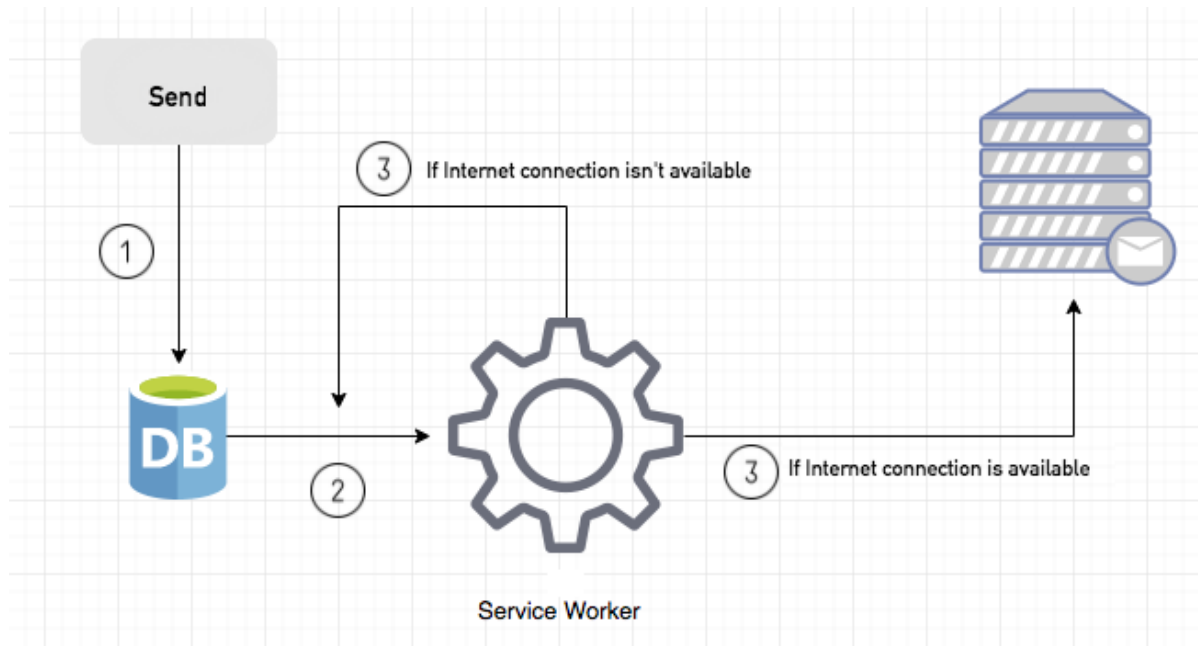 Send
3
If Internet connection isn't available
1
DB
2
3
If Internet connection is available
Service Worker